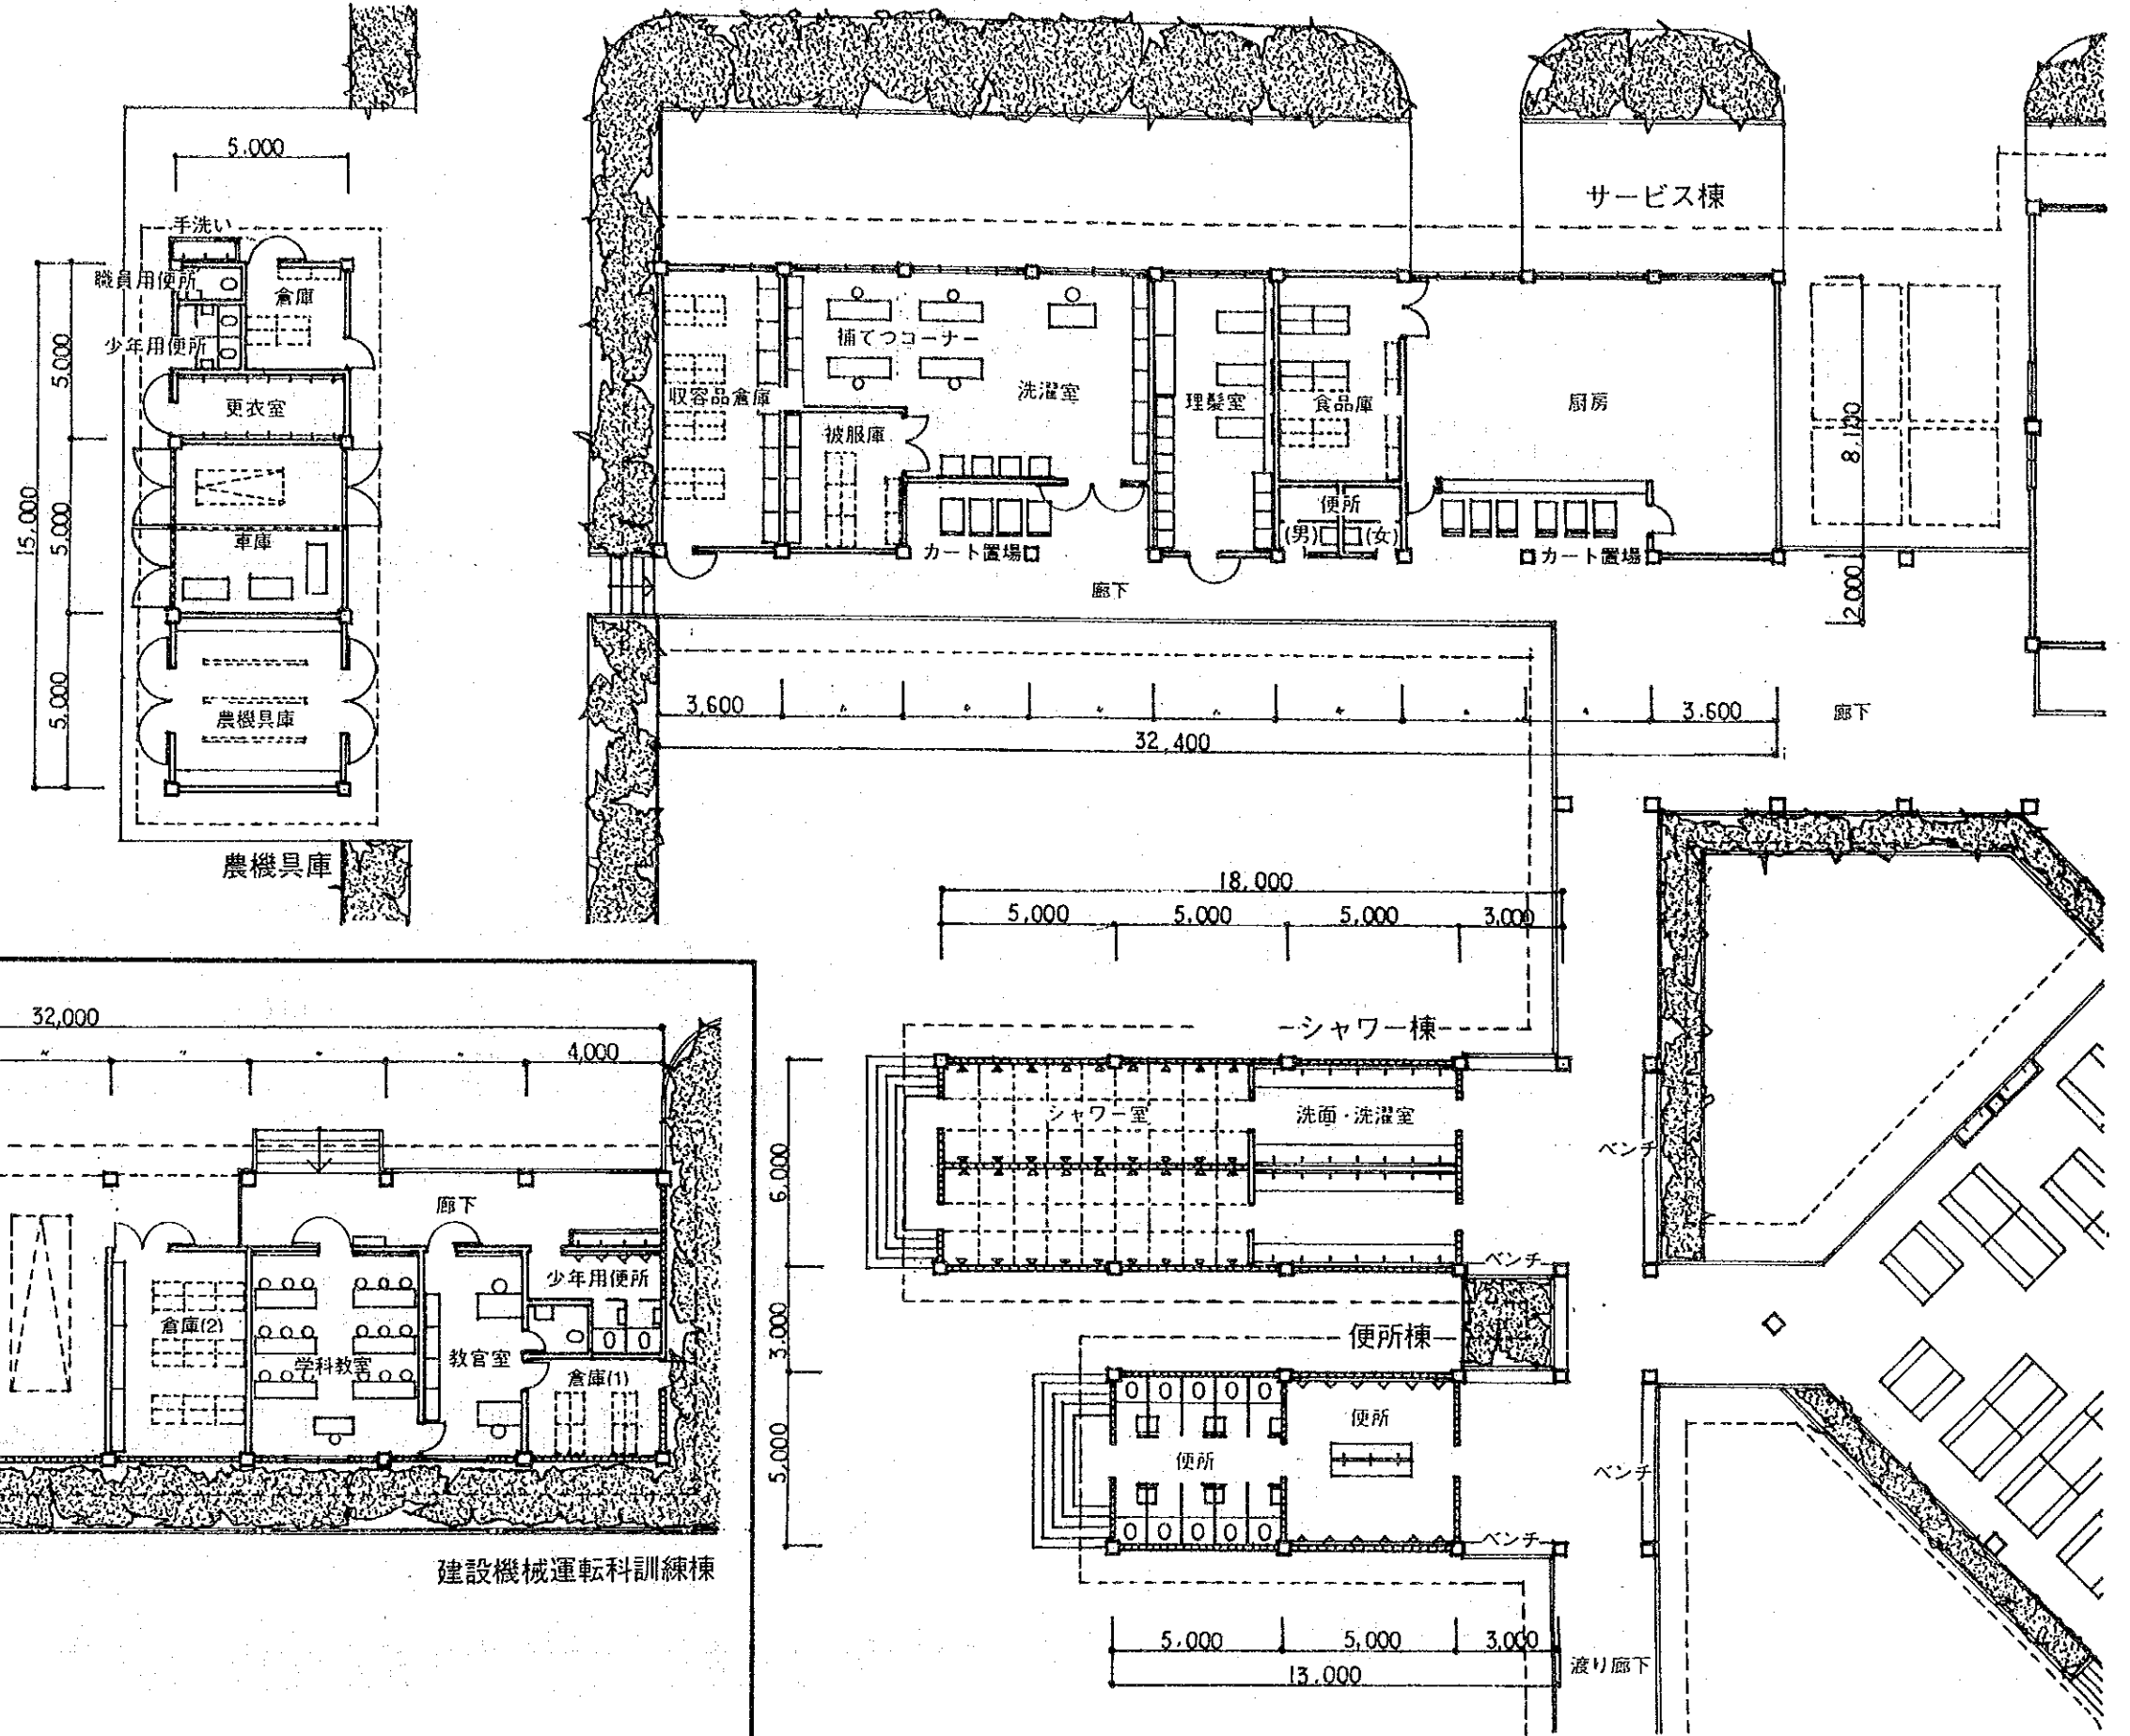 5.000
手洗い
職員用便所
倉庫
少年用便所
更衣室
車庫
農機具庫
15.000
5.000
5.000
5.000
農機具庫
サービス棟
補てつコーナー
収容品倉庫
洗濯室
理髪室
食品庫
厨房
被服庫
便所
(男)
(女)
カート置場
カート置場
廊下
8.100
2.000
3,600
〃
〃
〃
〃
〃
〃
〃
3.600
廊下
32,400
18.000
5,000
5,000
5,000
3,000
シャワー棟
シャワー室
洗面・洗濯室
ベンチ
ベンチ
6,000
3.000
5,000
便所棟
便所
便所
ベンチ
ベンチ
5.000
5,000
3,000
13,000
渡り廊下
32,000
〃
〃
〃
〃
4,000
廊下
少年用便所
倉庫(2)
学科教室
教官室
倉庫(1)
建設機械運転科訓練棟